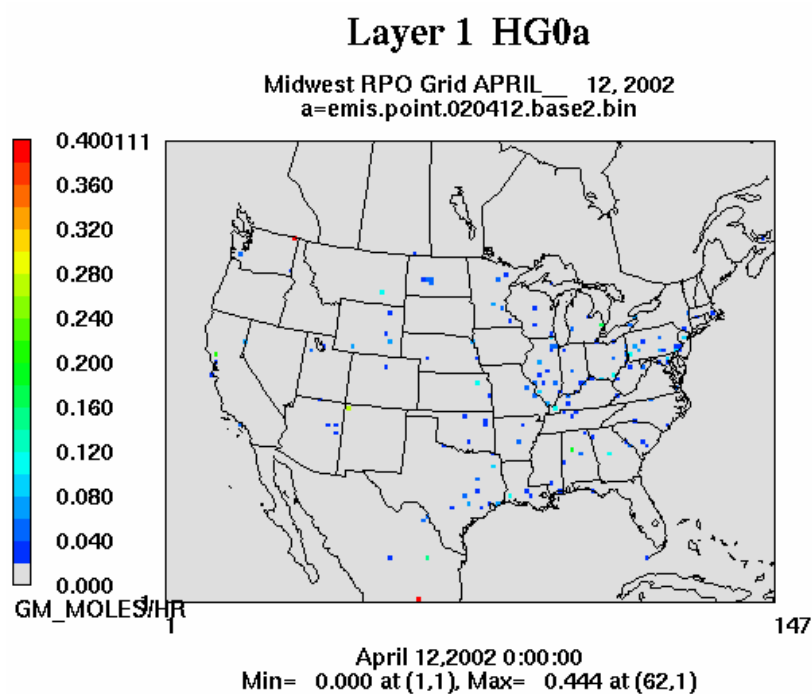 Layer 1 HG0a
Midwest RPO Grid APRIL__ 12, 2002
a=emis.point.020412.base2.bin
0.400
0.360
0.320
0.280
0.240
0.200
0.160
0.120
0.080
0.040
0.000
GM_MOLES/HR
111
1
1
147
April 12,2002 0:00:00
Min= 0.000 at (1,1), Max= 0.444 at (62,1)